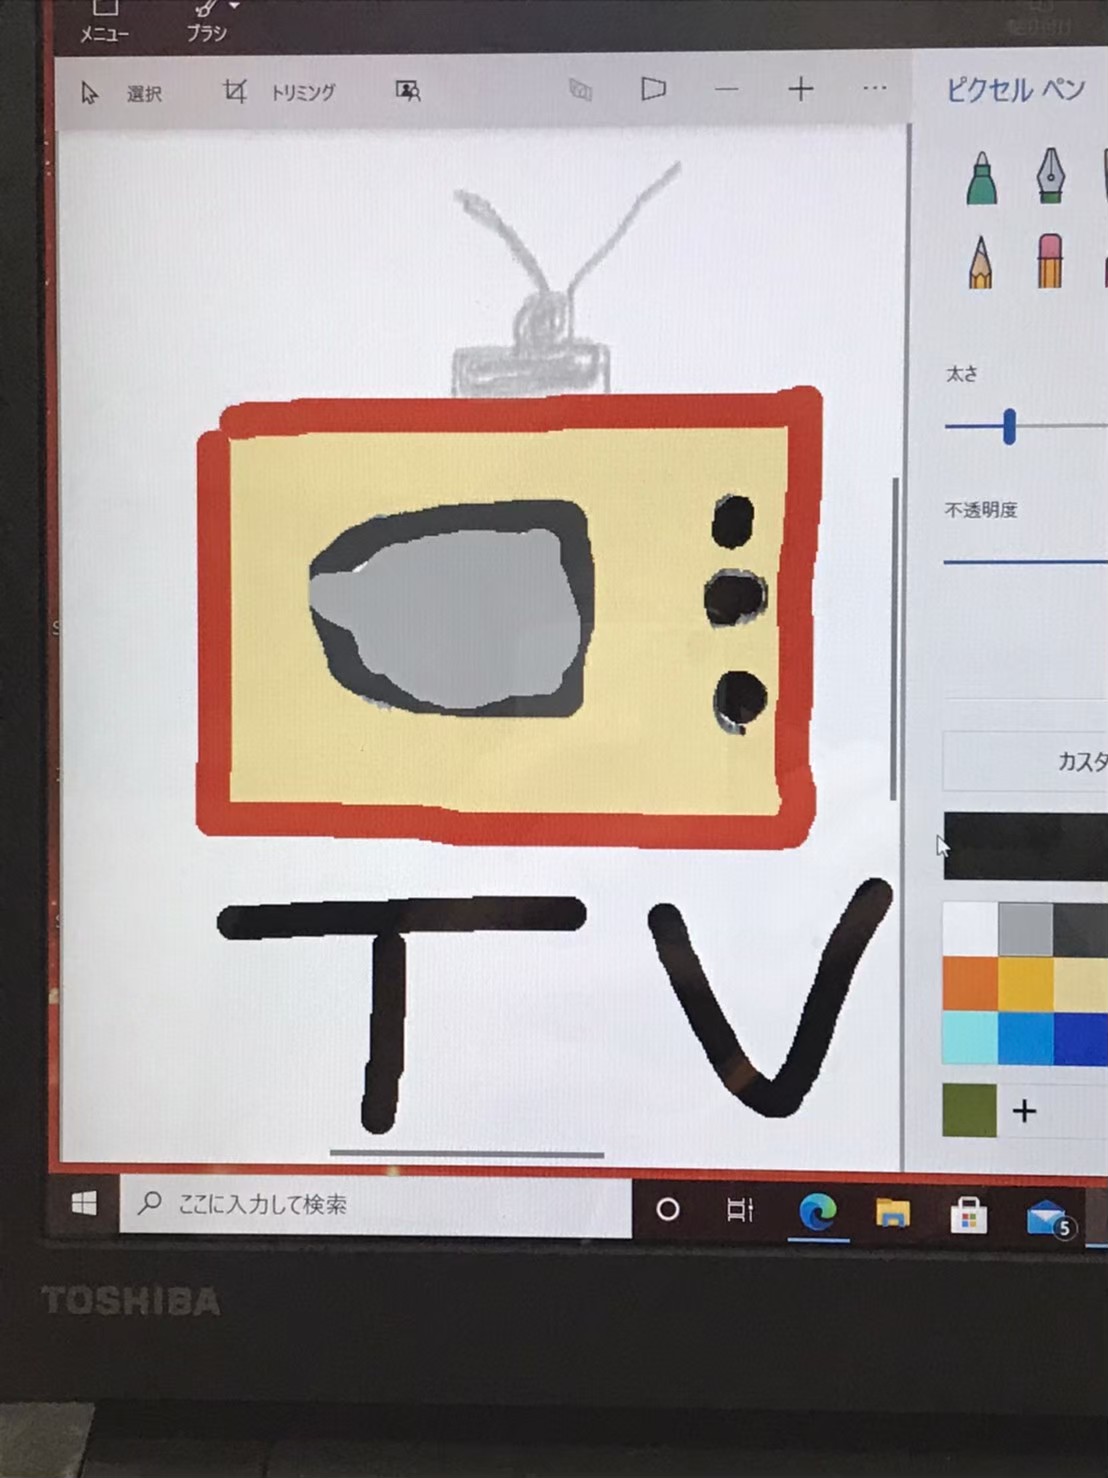 メニュー ブラシ
選択 トリミング
ピクセル ペン
太さ
不透明度
カスタ
TV
ここに入力して検索
5
TOSHIBA